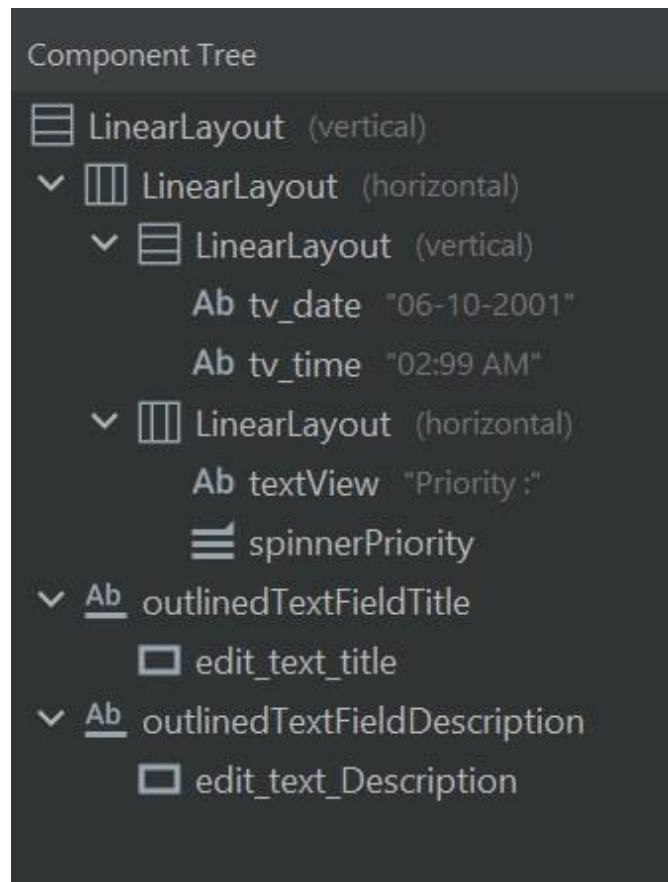 Component Tree
LinearLayout (vertical)
LinearLayout (horizontal)
LinearLayout (vertical)
Ab tv_date "06-10-2001"
Ab tv_time "02:99 AM"
LinearLayout (horizontal)
Ab textView "Priority :"
spinnerPriority
Ab outlinedTextFieldTitle
edit_text_title
Ab outlinedTextFieldDescription
edit_text_Description